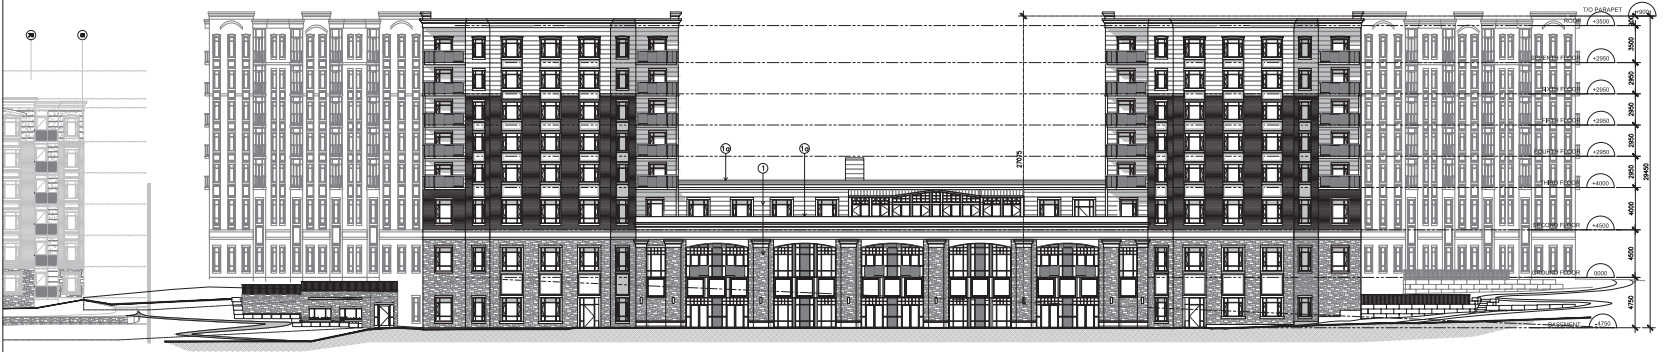 T/O PARAPET
+900
ROOF
+3500
SEVENTH FLOOR
+2950
SIXTH FLOOR
+2950
FIFTH FLOOR
+2950
FOURTH FLOOR
+2950
THIRD FLOOR
+4000
SECOND FLOOR
+4500
GROUND FLOOR
0000
BASEMENT
-4750
3500
2950
2950
2950
2950
4000
4500
4750
29450
27075
1a
1
1a